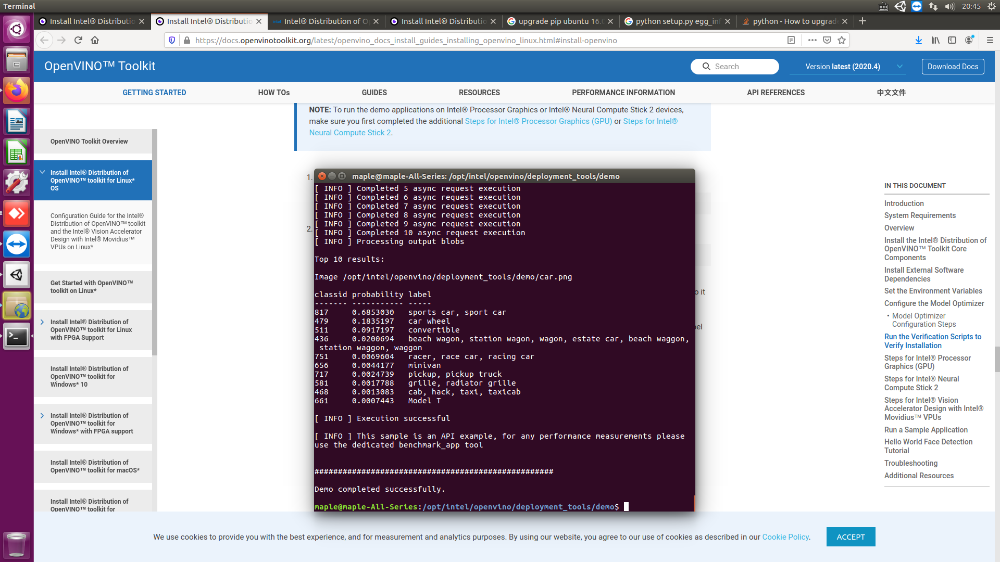 Terminal
20:45
Install Intel® Distributio
Install Intel® Distributio
Intel® Distribution of O
Install Intel® Distributio
upgrade pip ubuntu 16.0
python setup.py egg_inf
python - How to upgrade
https://docs.openvinotoolkit.org/latest/openvino_docs_install_guides_installing_openvino_linux.html#install-openvino
OpenVINO™ Toolkit
Search
Version latest (2020.4)
Download Docs
GETTING STARTED
HOW TOs
GUIDES
RESOURCES
PERFORMANCE INFORMATION
API REFERENCES
中文文件
NOTE: To run the demo applications on Intel® Processor Graphics or Intel® Neural Compute Stick 2 devices,
make sure you first completed the additional Steps for Intel® Processor Graphics (GPU) or Steps for Intel®
Neural Compute Stick 2.
OpenVINO Toolkit Overview
Install Intel® Distribution of
OpenVINO™ toolkit for Linux*
OS
Configuration Guide for the Intel®
Distribution of OpenVINO™ toolkit
and the Intel® Vision Accelerator
Design with Intel® Movidius™
VPUs on Linux*
Get Started with OpenVINO™
toolkit on Linux*
Install Intel® Distribution of
OpenVINO™ toolkit for Linux
with FPGA Support
Install Intel® Distribution of
OpenVINO™ toolkit for
Windows* 10
Install Intel® Distribution of
OpenVINO™ toolkit for
Windows* with FPGA support
Install Intel® Distribution of
OpenVINO™ toolkit for macOS*
Install Intel® Distribution of
OpenVINO™ toolkit for
1.
2.
maple@maple-All-Series: /opt/intel/openvino/deployment_tools/demo
[ INFO ] Completed 5 async request execution
[ INFO ] Completed 6 async request execution
[ INFO ] Completed 7 async request execution
[ INFO ] Completed 8 async request execution
[ INFO ] Completed 9 async request execution
[ INFO ] Completed 10 async request execution
[ INFO ] Processing output blobs
Top 10 results:
Image /opt/intel/openvino/deployment_tools/demo/car.png
classid probability label
------- ----------- -----
817     0.6853030   sports car, sport car
479     0.1835197   car wheel
511     0.0917197   convertible
436     0.0200694   beach wagon, station wagon, wagon, estate car, beach waggon,
station waggon, waggon
751     0.0069604   racer, race car, racing car
656     0.0044177   minivan
717     0.0024739   pickup, pickup truck
581     0.0017788   grille, radiator grille
468     0.0013083   cab, hack, taxi, taxicab
661     0.0007443   Model T
[ INFO ] Execution successful
[ INFO ] This sample is an API example, for any performance measurements please
use the dedicated benchmark_app tool
###################################################
Demo completed successfully.
maple@maple-All-Series:/opt/intel/openvino/deployment_tools/demo$
o it
IN THIS DOCUMENT
Introduction
System Requirements
Overview
Install the Intel® Distribution of
OpenVINO™ Toolkit Core
Components
Install External Software
Dependencies
Set the Environment Variables
Configure the Model Optimizer
• Model Optimizer
Configuration Steps
Run the Verification Scripts to
Verify Installation
Steps for Intel® Processor
Graphics (GPU)
Steps for Intel® Neural
Compute Stick 2
Steps for Intel® Vision
Accelerator Design with Intel®
Movidius™ VPUs
Run a Sample Application
Hello World Face Detection
Tutorial
Troubleshooting
Additional Resources
We use cookies to provide you with the best experience, and for measurement and analytics purposes. By using our website, you agree to our use of cookies as described in our Cookie Policy.
ACCEPT